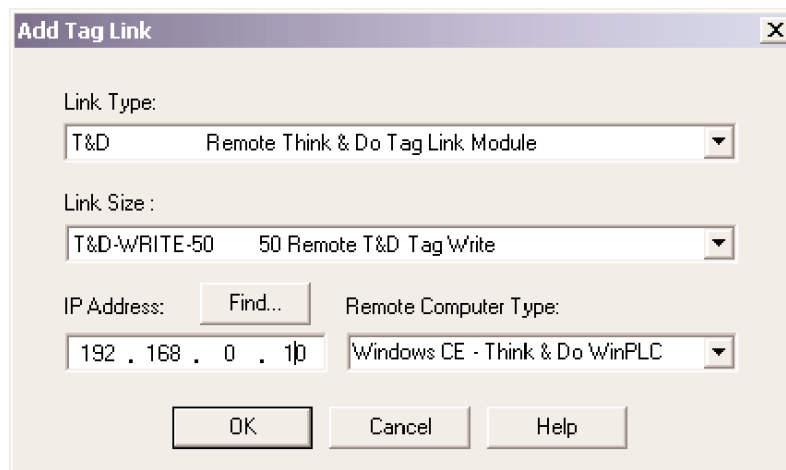 Add Tag Link
Link Type:
T&D Remote Think & Do Tag Link Module
Link Size :
T&D-WRITE-50 50 Remote T&D Tag Write
IP Address: Find... Remote Computer Type:
192 . 168 . 0 . 10 Windows CE - Think & Do WinPLC
OK Cancel Help